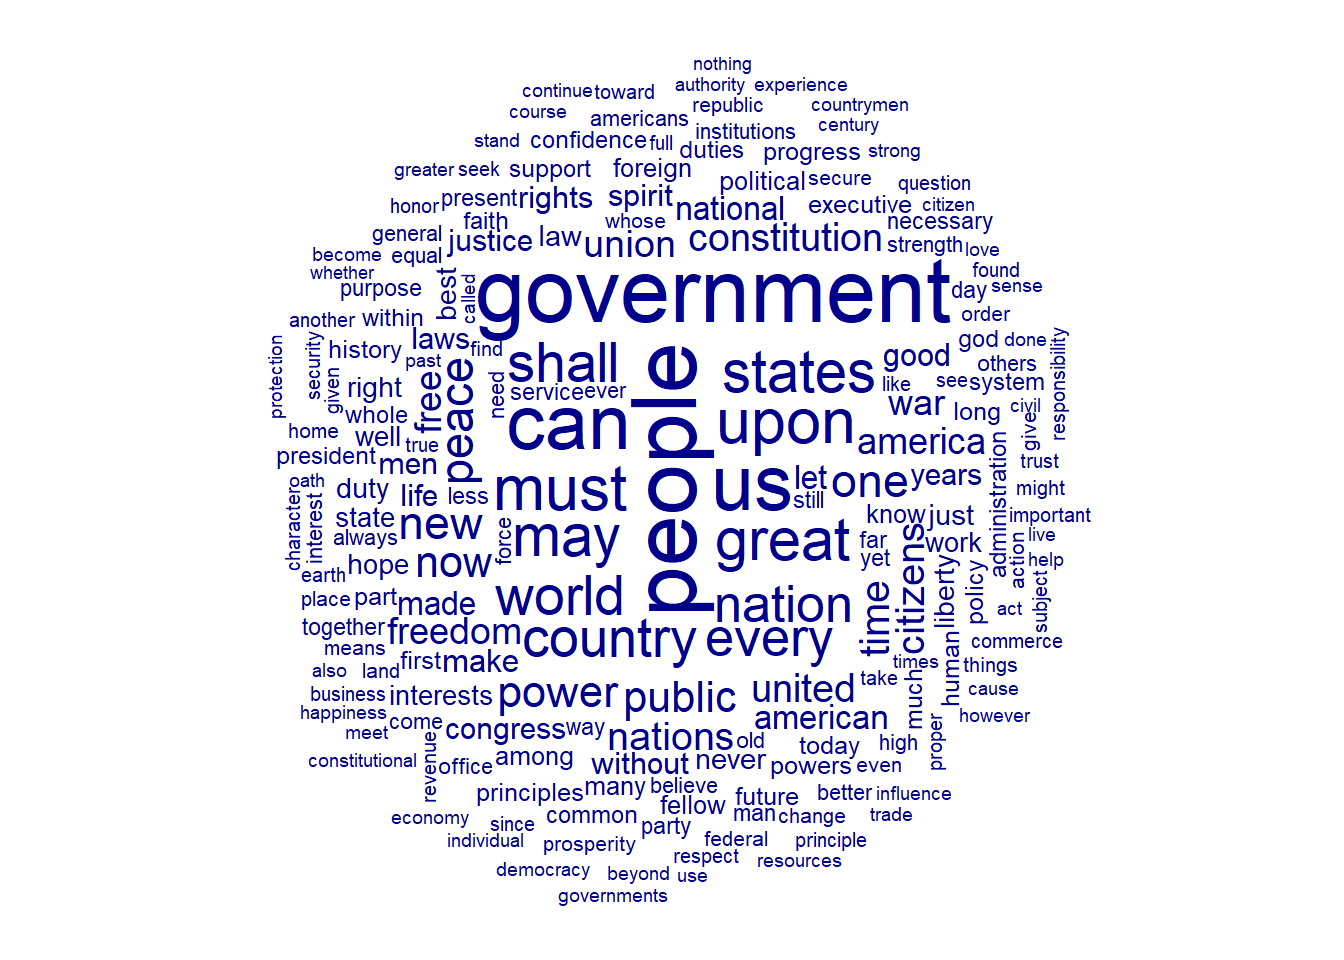 nothing
continue
toward
authority
experience
course
americans
republic
countrymen
century
stand
confidence
full
institutions
duties
progress
strong
greater
seek
support
foreign
political
secure
question
honor
present
rights
spirit
national
executive
citizen
faith
whose
necessary
general
justice
law
union
constitution
strength
love
become
equal
whether
best
called
government
found
sense
purpose
day
another
within
order
laws
find
shall
states
good
god
done
protection
security
given
history
past
people
others
responsibility
right
free
peace
need
service
ever
like
see
system
whole
can
upon
war
long
civil
give
home
well
true
america
president
men
must
us
let
one
years
administration
trust
oath
character
interest
duty
life
less
still
might
state
new
may
great
know
just
important
always
force
far
citizens
work
action
live
earth
hope
now
yet
help
place
part
made
world
nation
time
liberty
policy
act
subject
together
freedom
country
every
human
commerce
means
also
land
first
make
times
things
business
interests
power
public
united
take
much
cause
happiness
come
american
however
meet
congress
way
nations
old
today
high
proper
constitutional
revenue
office
among
without
never
powers
even
principles
many
believe
future
better
influence
economy
since
common
fellow
man
change
trade
party
individual
prosperity
federal
principle
respect
resources
democracy
beyond
use
governments